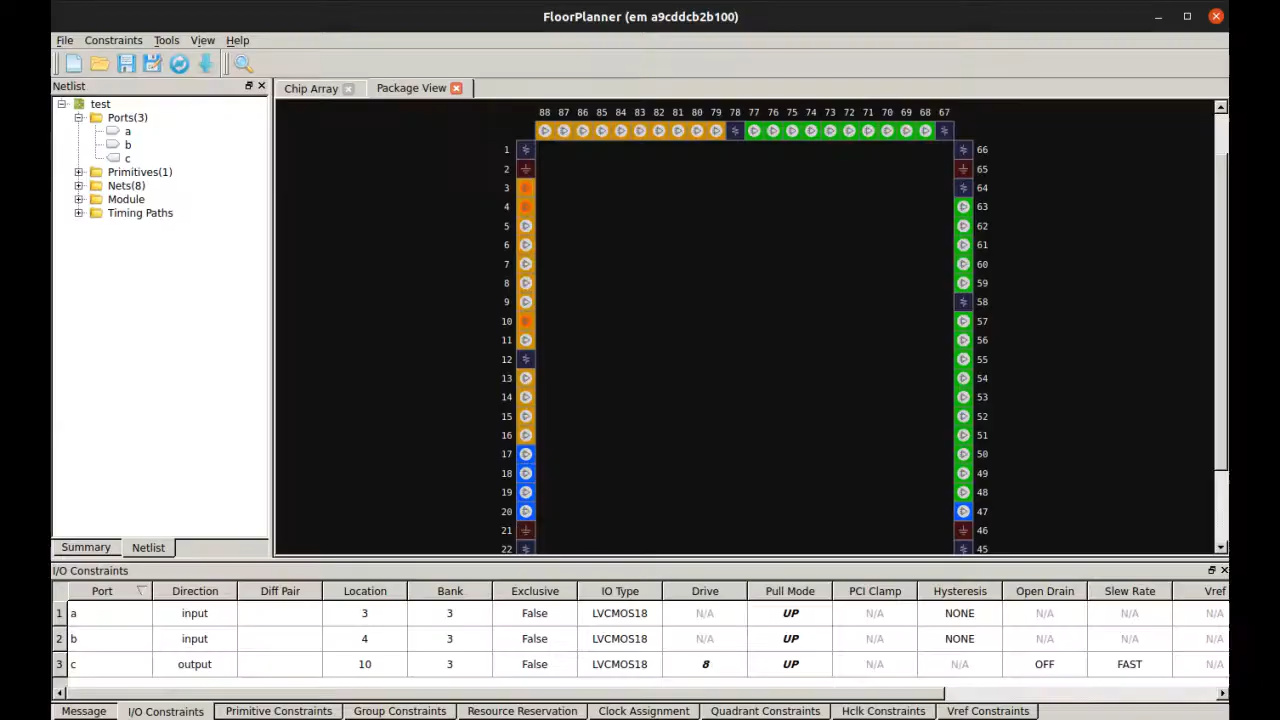 FloorPlanner (em a9cddcb2b100)
File Constraints Tools View Help
Netlist
Chip Array Package View
test
Ports(3)
a
b
c
Primitives(1)
Nets(8)
Module
Timing Paths
88 87 86 85 84 83 82 81 80 79 78 77 76 75 74 73 72 71 70 69 68 67
1 66
2 65
3 64
4 63
5 62
6 61
7 60
8 59
9 58
10 57
11 56
12 55
13 54
14 53
15 52
16 51
17 50
18 49
19 48
20 47
21 46
22 45
Summary Netlist
I/O Constraints
Port Direction Diff Pair Location Bank Exclusive IO Type Drive Pull Mode PCI Clamp Hysteresis Open Drain Slew Rate Vref
1 a input 3 3 False LVCMOS18 N/A UP N/A NONE N/A N/A N/A
2 b input 4 3 False LVCMOS18 N/A UP N/A NONE N/A N/A N/A
3 c output 10 3 False LVCMOS18 8 UP N/A N/A OFF FAST N/A
Message I/O Constraints Primitive Constraints Group Constraints Resource Reservation Clock Assignment Quadrant Constraints Hclk Constraints Vref Constraints